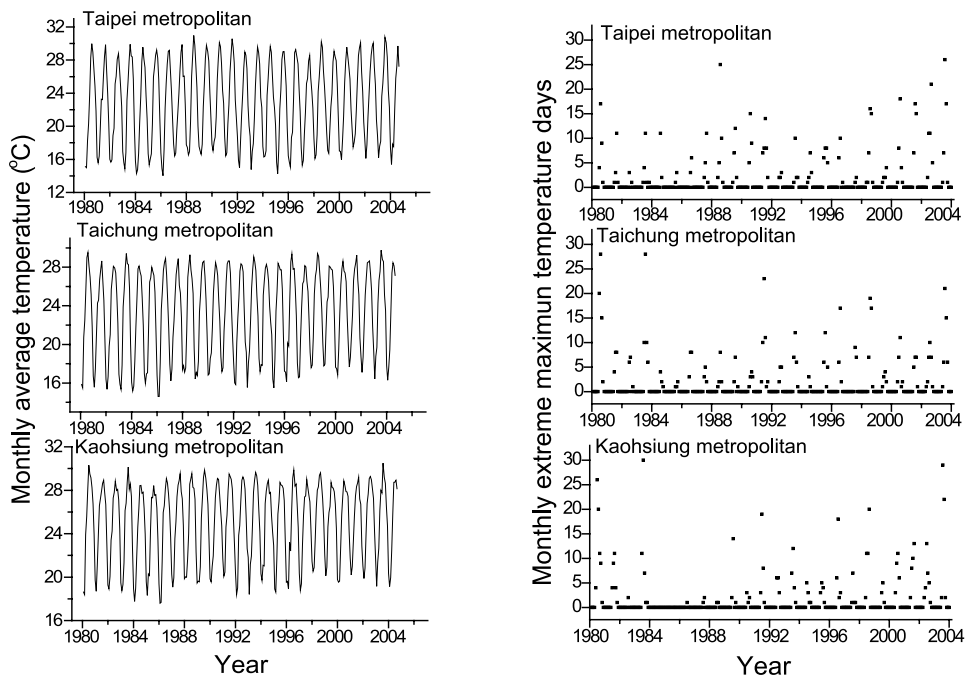 Monthly average temperature (°C)
Taipei metropolitan
32
28
24
20
16
12
1980 1984 1988 1992 1996 2000 2004
Taichung metropolitan
28
24
20
16
1980 1984 1988 1992 1996 2000 2004
Kaohsiung metropolitan
28
24
20
16
1980 1984 1988 1992 1996 2000 2004
Year
Monthly extreme maximun temperature days
Taipei metropolitan
30
25
20
15
10
5
0
1980 1984 1988 1992 1996 2000 2004
Taichung metropolitan
30
25
20
15
10
5
0
1980 1984 1988 1992 1996 2000 2004
Kaohsiung metropolitan
30
25
20
15
10
5
0
1980 1984 1988 1992 1996 2000 2004
Year